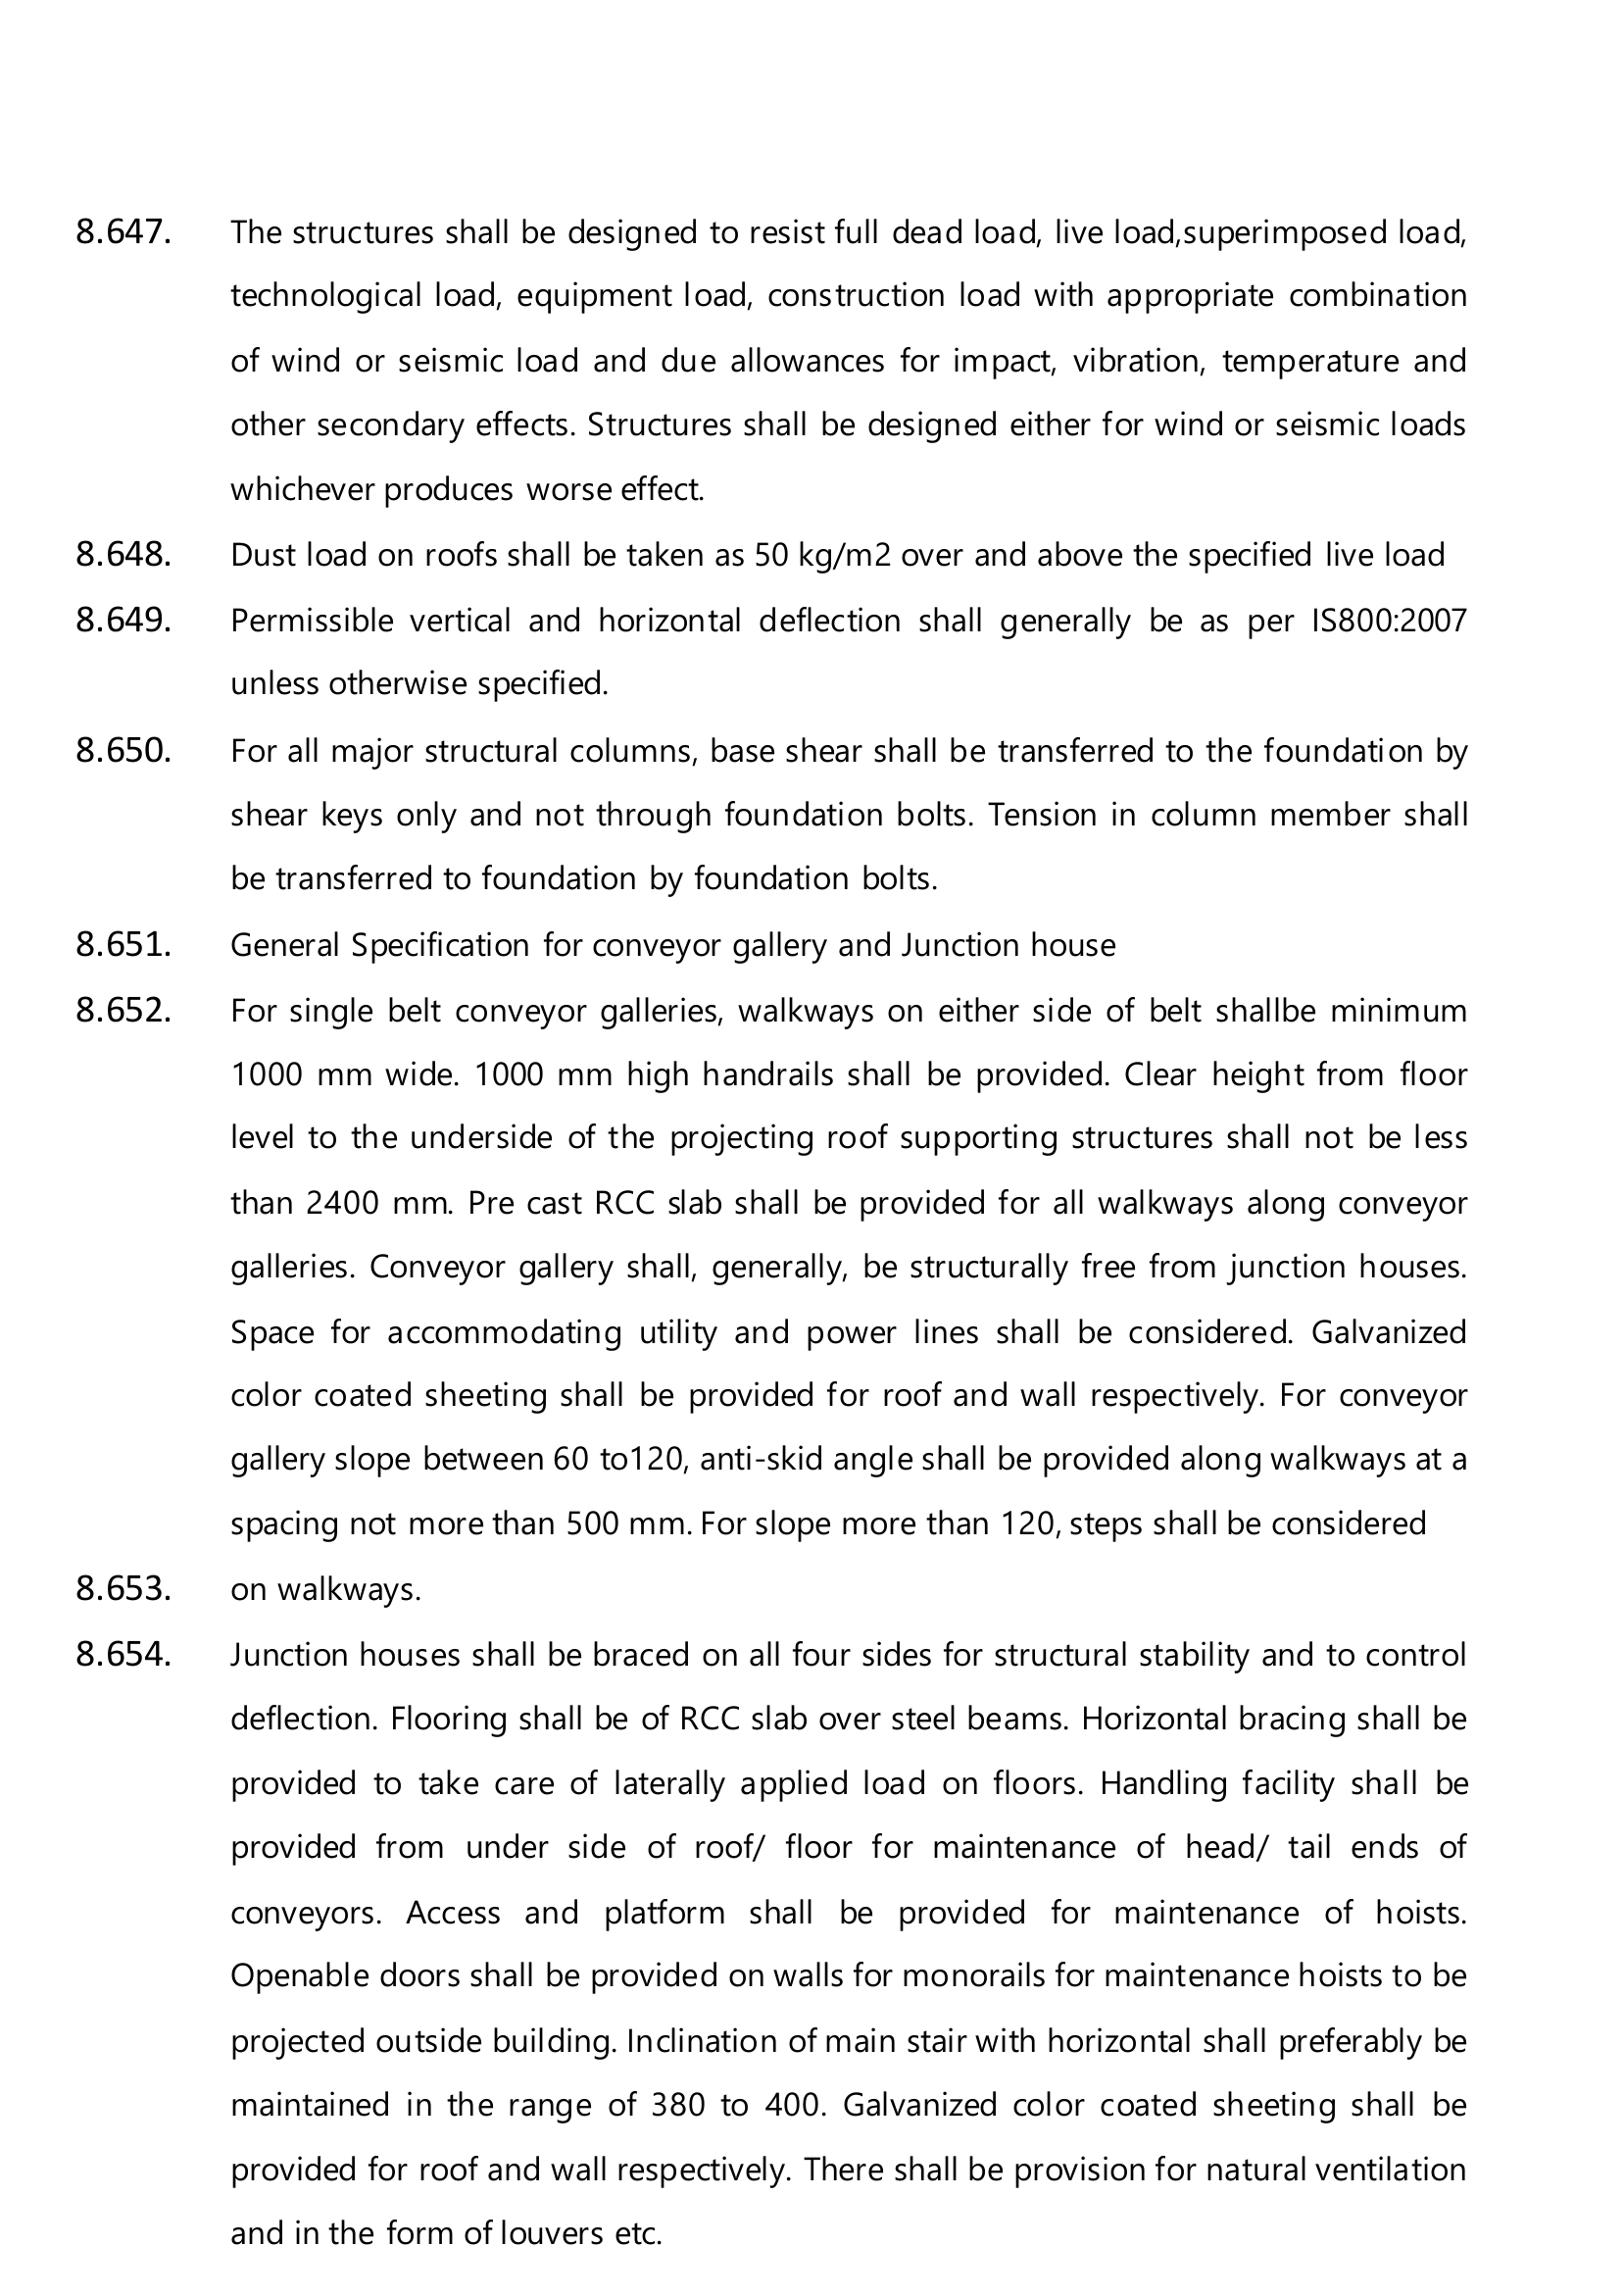 8.647. The structures shall be designed to resist full dead load, live load,superimposed load,
technological load, equipment load, construction load with appropriate combination
of wind or seismic load and due allowances for impact, vibration, temperature and
other secondary effects. Structures shall be designed either for wind or seismic loads
whichever produces worse effect.
8.648. Dust load on roofs shall be taken as 50 kg/m2 over and above the specified live load
8.649. Permissible vertical and horizontal deflection shall generally be as per IS800:2007
unless otherwise specified.
8.650. For all major structural columns, base shear shall be transferred to the foundation by
shear keys only and not through foundation bolts. Tension in column member shall
be transferred to foundation by foundation bolts.
8.651. General Specification for conveyor gallery and Junction house
8.652. For single belt conveyor galleries, walkways on either side of belt shallbe minimum
1000 mm wide. 1000 mm high handrails shall be provided. Clear height from floor
level to the underside of the projecting roof supporting structures shall not be less
than 2400 mm. Pre cast RCC slab shall be provided for all walkways along conveyor
galleries. Conveyor gallery shall, generally, be structurally free from junction houses.
Space for accommodating utility and power lines shall be considered. Galvanized
color coated sheeting shall be provided for roof and wall respectively. For conveyor
gallery slope between 60 to120, anti-skid angle shall be provided along walkways at a
spacing not more than 500 mm. For slope more than 120, steps shall be considered
8.653. on walkways.
8.654. Junction houses shall be braced on all four sides for structural stability and to control
deflection. Flooring shall be of RCC slab over steel beams. Horizontal bracing shall be
provided to take care of laterally applied load on floors. Handling facility shall be
provided from under side of roof/ floor for maintenance of head/ tail ends of
conveyors. Access and platform shall be provided for maintenance of hoists.
Openable doors shall be provided on walls for monorails for maintenance hoists to be
projected outside building. Inclination of main stair with horizontal shall preferably be
maintained in the range of 380 to 400. Galvanized color coated sheeting shall be
provided for roof and wall respectively. There shall be provision for natural ventilation
and in the form of louvers etc.